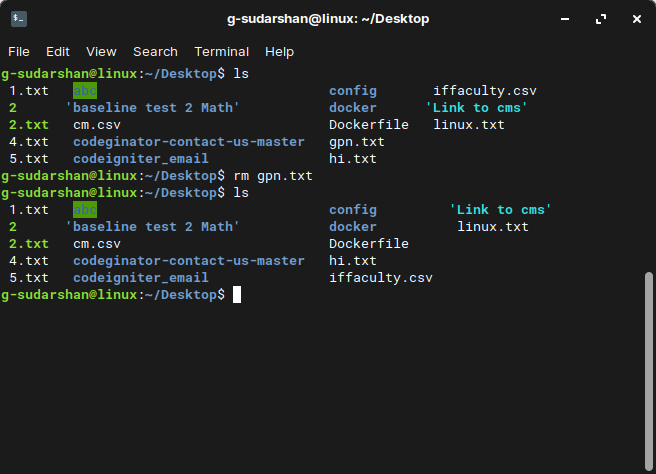 g-sudarshan@linux: ~/Desktop
File Edit View Search Terminal Help
g-sudarshan@linux:~/Desktop$ ls
1.txt abc config iffaculty.csv
2 'baseline test 2 Math' docker 'Link to cms'
2.txt cm.csv Dockerfile linux.txt
4.txt codeginator-contact-us-master gpn.txt
5.txt codeigniter_email hi.txt
g-sudarshan@linux:~/Desktop$ rm gpn.txt
g-sudarshan@linux:~/Desktop$ ls
1.txt abc config 'Link to cms'
2 'baseline test 2 Math' docker linux.txt
2.txt cm.csv Dockerfile
4.txt codeginator-contact-us-master hi.txt
5.txt codeigniter_email iffaculty.csv
g-sudarshan@linux:~/Desktop$